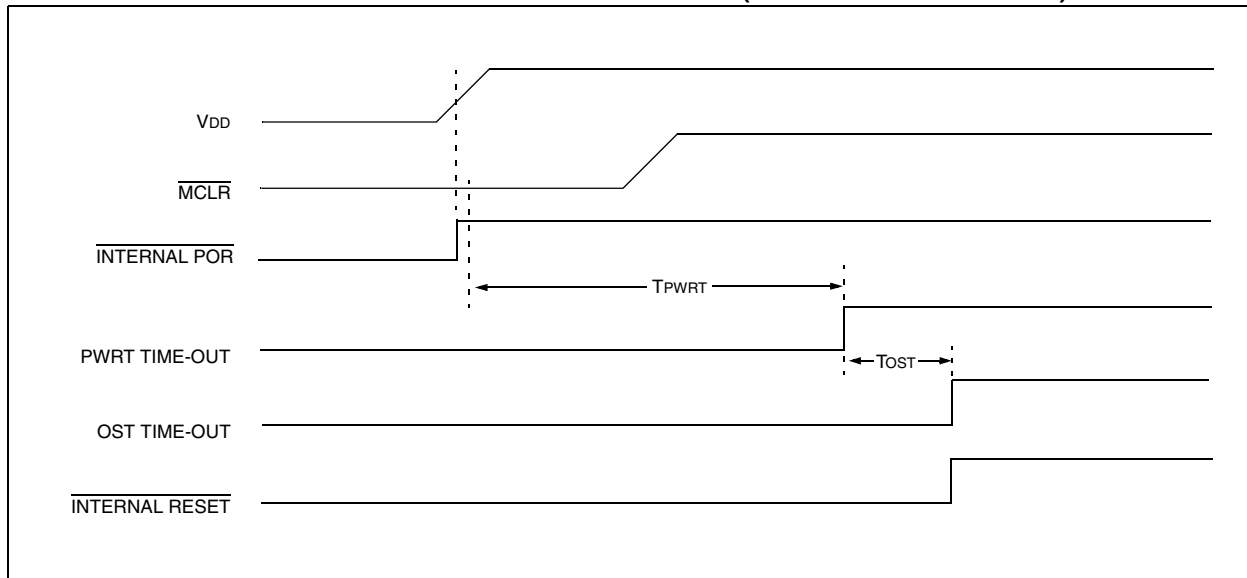 VDD
MCLR
INTERNAL POR
TPWRT
PWRT TIME-OUT
TOST
OST TIME-OUT
INTERNAL RESET